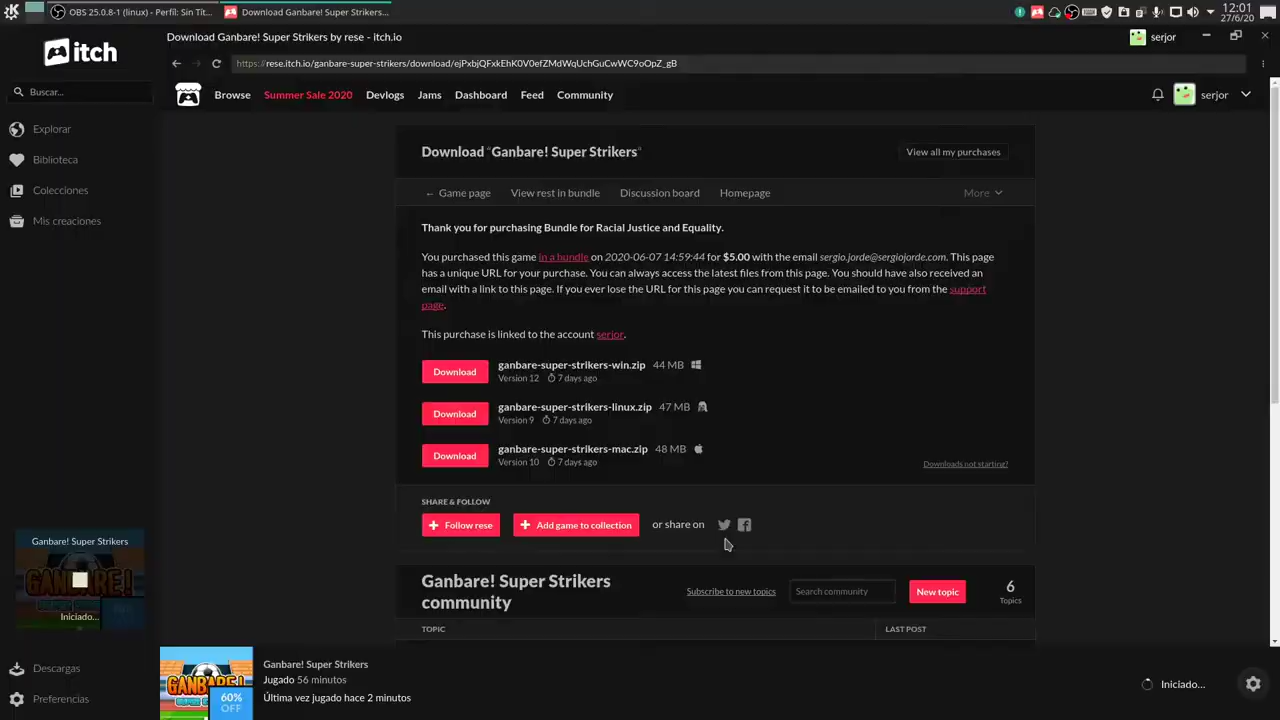 OBS 25.0.8-1 (linux) - Perfil: Sin Tít...
Download Ganbare! Super Strikers...
12:01
27/6/20
itch
Download Ganbare! Super Strikers by rese - itch.io
serjor
https://rese.itch.io/ganbare-super-strikers/download/ejPxbjQFxkEhK0V0efZMdWqUchGuCwWC9oOpZ_gB
Buscar...
Browse
Summer Sale 2020
Devlogs
Jams
Dashboard
Feed
Community
serjor
Explorar
Biblioteca
Colecciones
Mis creaciones
Download "Ganbare! Super Strikers"
View all my purchases
← Game page
View rest in bundle
Discussion board
Homepage
More
Thank you for purchasing Bundle for Racial Justice and Equality.
You purchased this game in a bundle on 2020-06-07 14:59:44 for $5.00 with the email sergio.jorde@sergiojorde.com. This page
has a unique URL for your purchase. You can always access the latest files from this page. You should have also received an
email with a link to this page. If you ever lose the URL for this page you can request it to be emailed to you from the support
page.
This purchase is linked to the account serjor.
Download
ganbare-super-strikers-win.zip 44 MB
Version 12 7 days ago
Download
ganbare-super-strikers-linux.zip 47 MB
Version 9 7 days ago
Download
ganbare-super-strikers-mac.zip 48 MB
Version 10 7 days ago
Downloads not starting?
SHARE & FOLLOW
Follow rese
Add game to collection
or share on
Ganbare! Super Strikers
community
Subscribe to new topics
Search community
New topic
6
Topics
TOPIC
LAST POST
Ganbare! Super Strikers
GANBARE!
Iniciado...
Descargas
Preferencias
GANBARE!
60%
OFF
Ganbare! Super Strikers
Jugado 56 minutos
Última vez jugado hace 2 minutos
Iniciado...